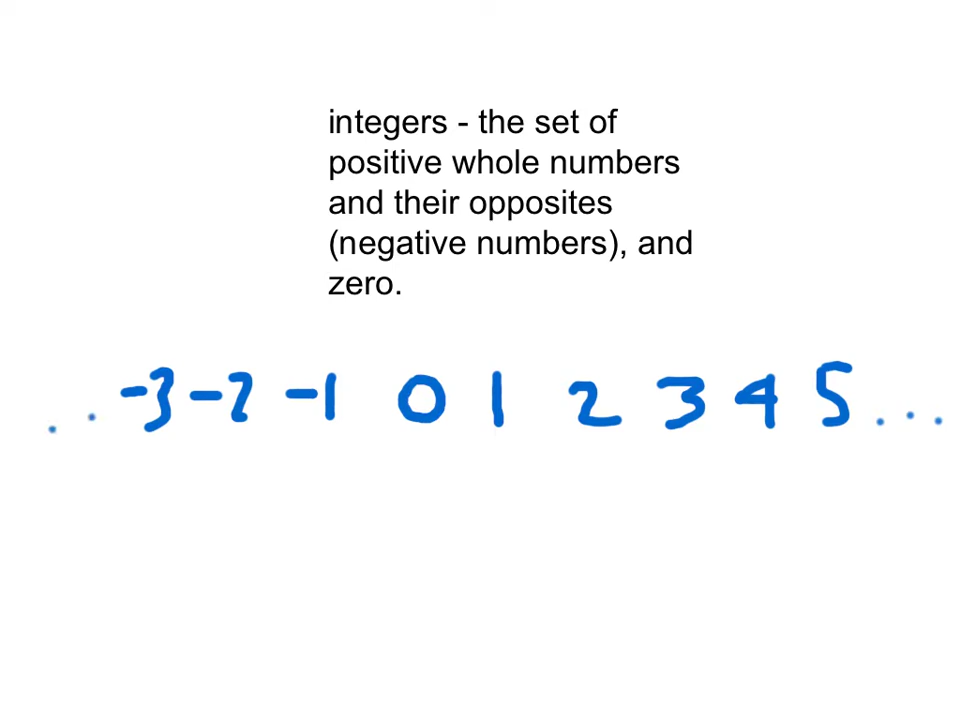 integers - the set of
positive whole numbers
and their opposites
(negative numbers), and
zero.
. . -3 -2 -1 0 1 2 3 4 5 . . .